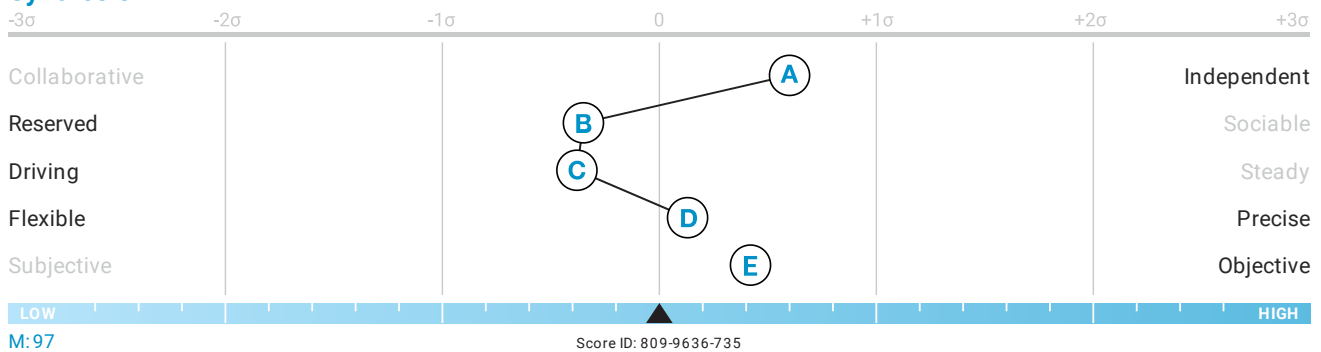 -3σ -2σ -1σ 0 +1σ +2σ +3σ
Collaborative A Independent
Reserved B Sociable
Driving C Steady
Flexible D Precise
Subjective E Objective
LOW HIGH
M:97 Score ID: 809-9636-735